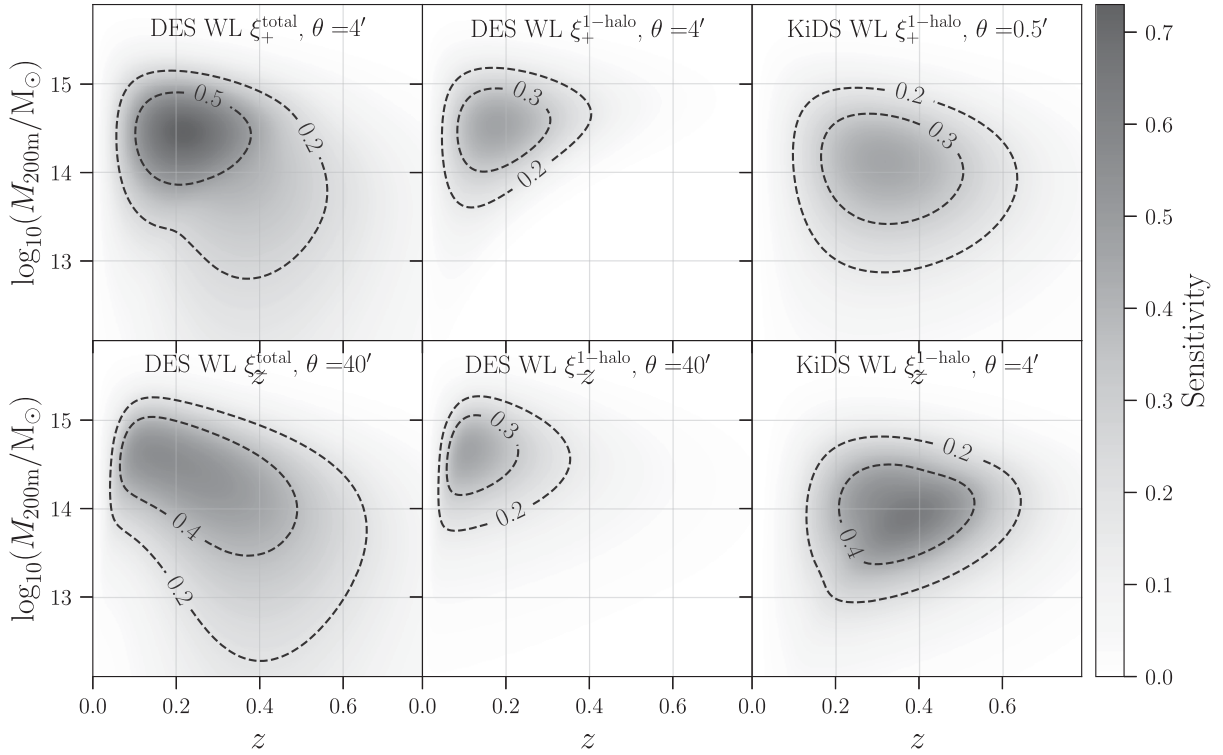 DES WL ξ₊^total, θ =4′
DES WL ξ₊^1−halo, θ =4′
KiDS WL ξ₊^1−halo, θ =0.5′
log₁₀(M₂₀₀ₘ/M⊙)
15
14
13
0.5
0.2
0.3
0.2
0.2
0.3
z
z
z
DES WL ξ₋^total, θ =40′
DES WL ξ₋^1−halo, θ =40′
KiDS WL ξ₋^1−halo, θ =4′
log₁₀(M₂₀₀ₘ/M⊙)
15
14
13
0.4
0.2
0.3
0.2
0.2
0.4
0.0 0.2 0.4 0.6 0.0 0.2 0.4 0.6 0.0 0.2 0.4 0.6
z
z
z
0.7
0.6
0.5
0.4
0.3
0.2
0.1
0.0
Sensitivity